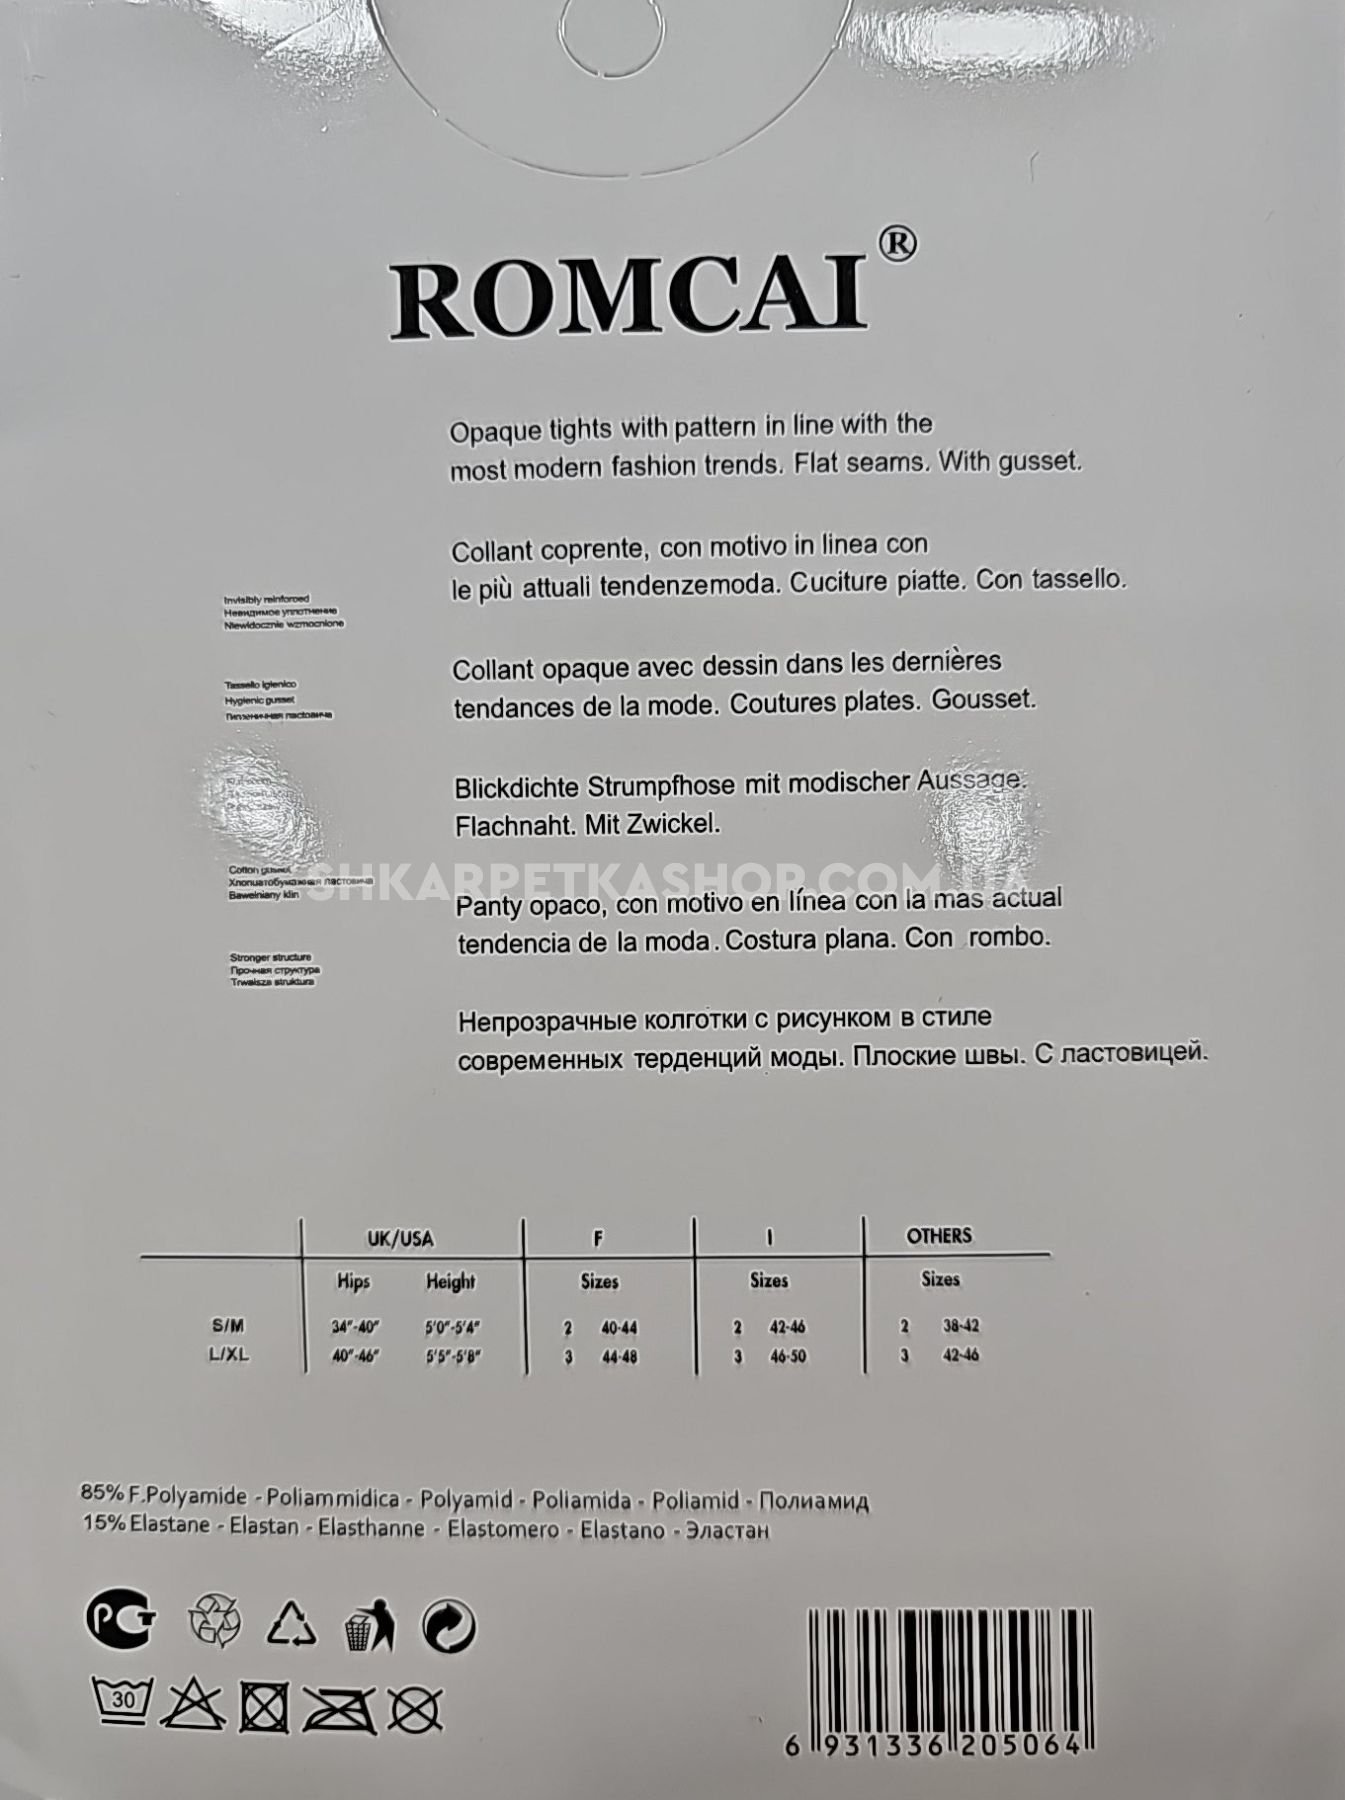 ROMCAI®
Opaque tights with pattern in line with the
most modern fashion trends. Flat seams. With gusset.
Collant coprente, con motivo in linea con
le più attuali tendenzemoda. Cuciture piatte. Con tassello.
Invisibly reinforced
Невидимое уплотнение
Niewidocznie wzmocnione
Collant opaque avec dessin dans les dernières
tendances de la mode. Coutures plates. Gousset.
Tassello igienico
Hygienic gusset
ластовица
Blickdichte Strumpfhose mit modischer Aussage.
Flachnaht. Mit Zwickel.
SHKARPETKASHOP.COM.UA
Cotton gusset
Хлопчатобумажная ластовица
Bawelniany klin
Panty opaco, con motivo en línea con la mas actual
tendencia de la moda. Costura plana. Con rombo.
Stronger structure
Прочная структура
Trwalsza struktura
Непрозрачные колготки с рисунком в стиле
современных терденций моды. Плоские швы. С ластовицей.
UK/USA F I OTHERS
Hips Height Sizes Sizes Sizes
S/M 34"-40" 5'0"-5'4" 2 40-44 2 42-46 2 38-42
L/XL 40"-46" 5'5"-5'8" 3 44-48 3 46-50 3 42-46
85% F.Polyamide - Poliammidica - Polyamid - Poliamida - Poliamid - Полиамид
15% Elastane - Elastan - Elasthanne - Elastomero - Elastano - Эластан
РСТ
30
6 931336 205064